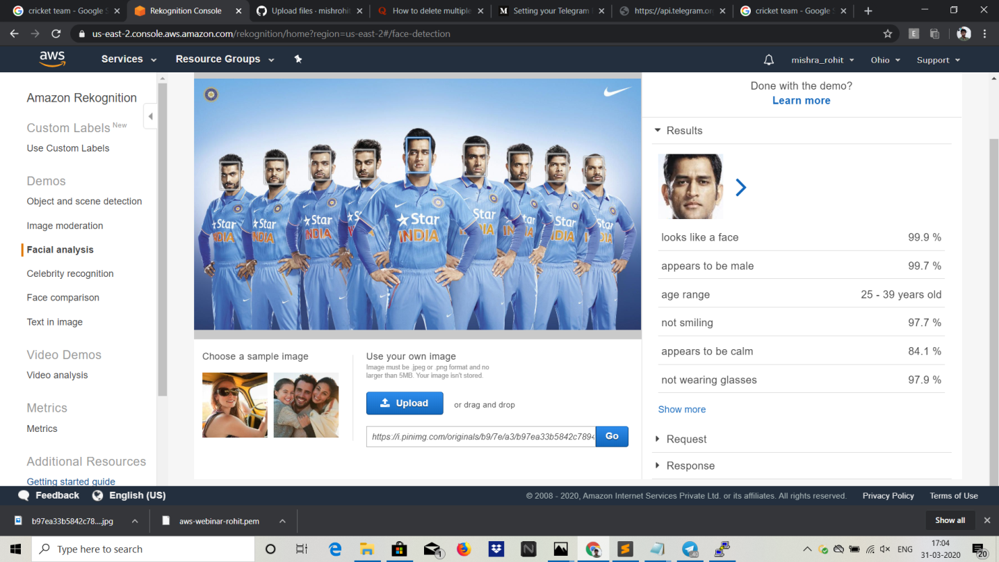 cricket team - Google S
Rekognition Console
Upload files - mishrohit
How to delete multiple
Setting your Telegram
https://api.telegram.or
cricket team - Google S
us-east-2.console.aws.amazon.com/rekognition/home?region=us-east-2#/face-detection
E
aws
Services
Resource Groups
mishra_rohit
Ohio
Support
Amazon Rekognition
Custom Labels New
Use Custom Labels
Demos
Object and scene detection
Image moderation
Facial analysis
Celebrity recognition
Face comparison
Text in image
Video Demos
Video analysis
Metrics
Metrics
Additional Resources
Getting started guide
Star
INDIA
Star
INDIA
Star
INDIA
Star
INDIA
Star
INDIA
Star
INDIA
Star
INDIA
Choose a sample image
Use your own image
Image must be .jpeg or .png format and no
larger than 5MB. Your image isn't stored.
Upload
or drag and drop
https://i.pinimg.com/originals/b9/7e/a3/b97ea33b5842c7894
Go
Done with the demo?
Learn more
Results
looks like a face 99.9 %
appears to be male 99.7 %
age range 25 - 39 years old
not smiling 97.7 %
appears to be calm 84.1 %
not wearing glasses 97.9 %
Show more
Request
Response
Feedback
English (US)
© 2008 - 2020, Amazon Internet Services Private Ltd. or its affiliates. All rights reserved.
Privacy Policy
Terms of Use
b97ea33b5842c78....jpg
aws-webinar-rohit.pem
Show all
Type here to search
1
N
40
ENG
17:04
31-03-2020
20